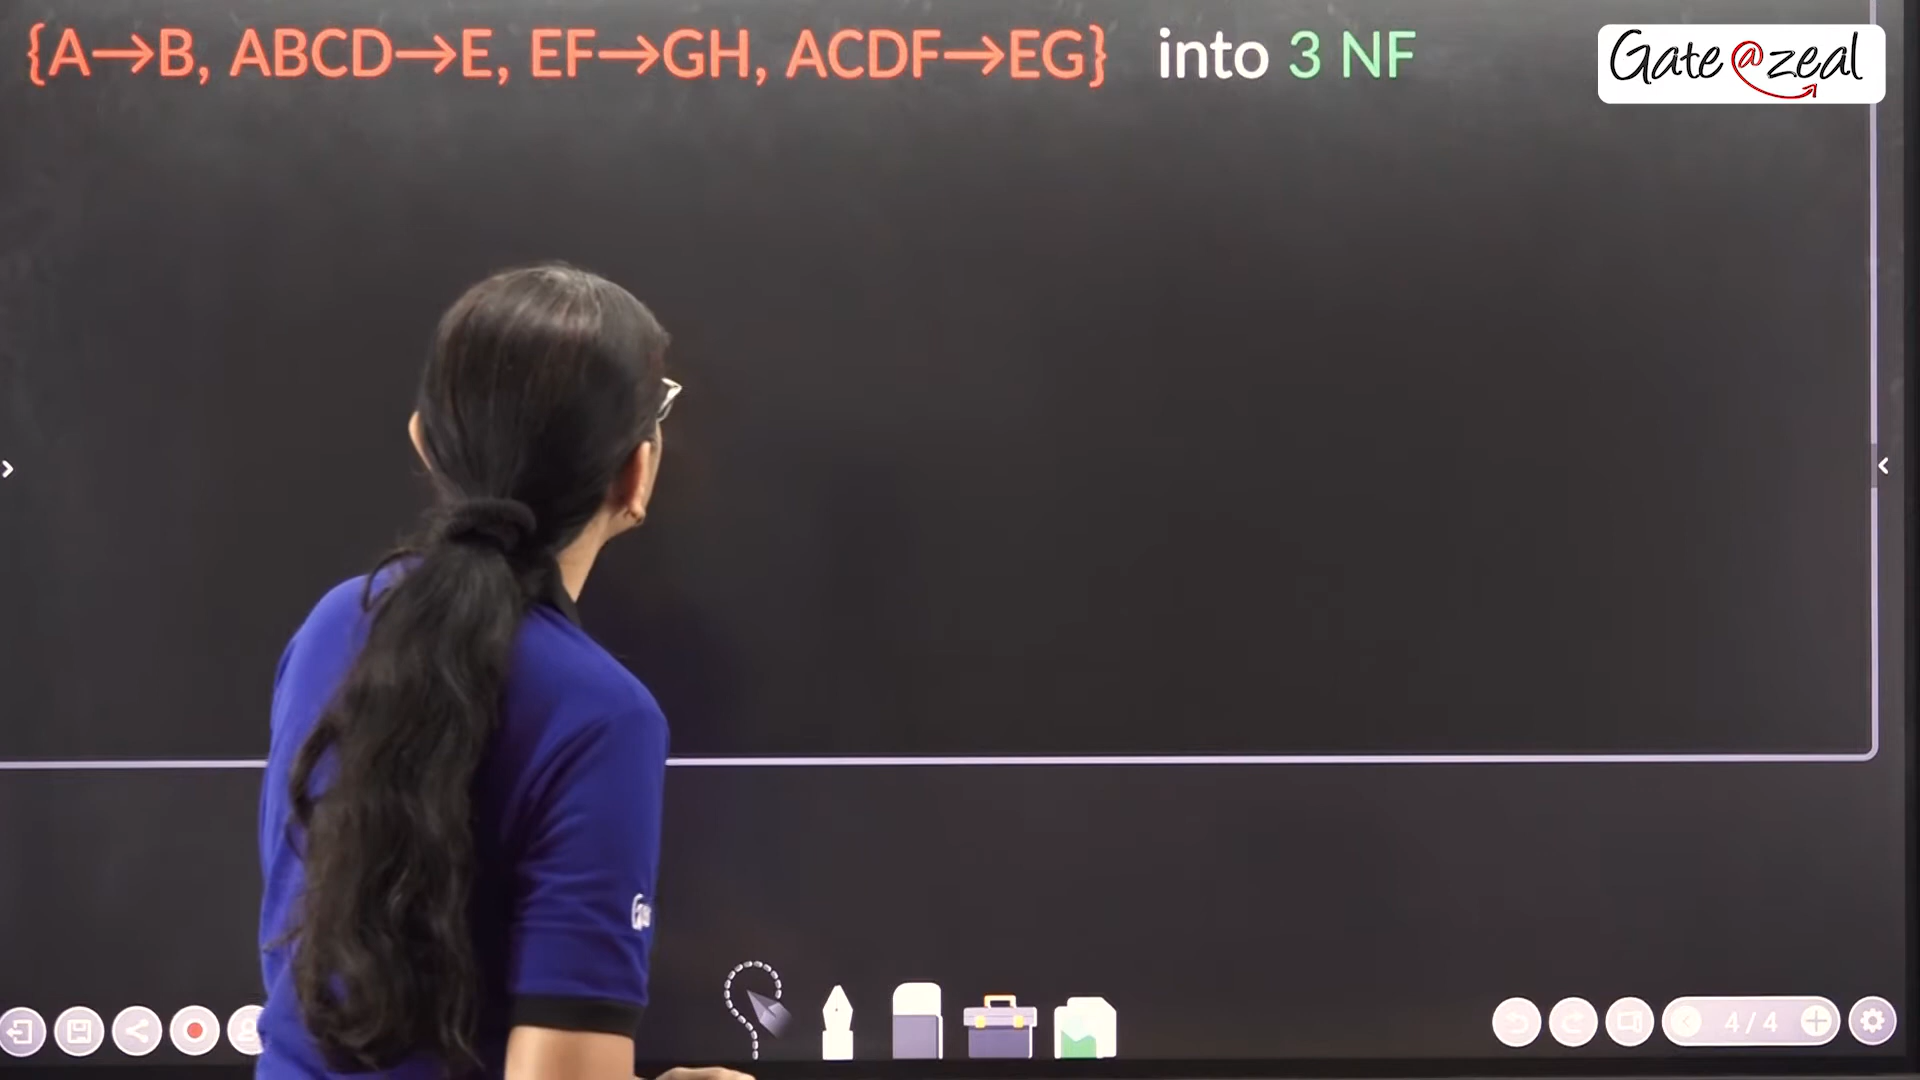 {A→B, ABCD→E, EF→GH, ACDF→EG} into 3 NF
Gate@zeal
4/4